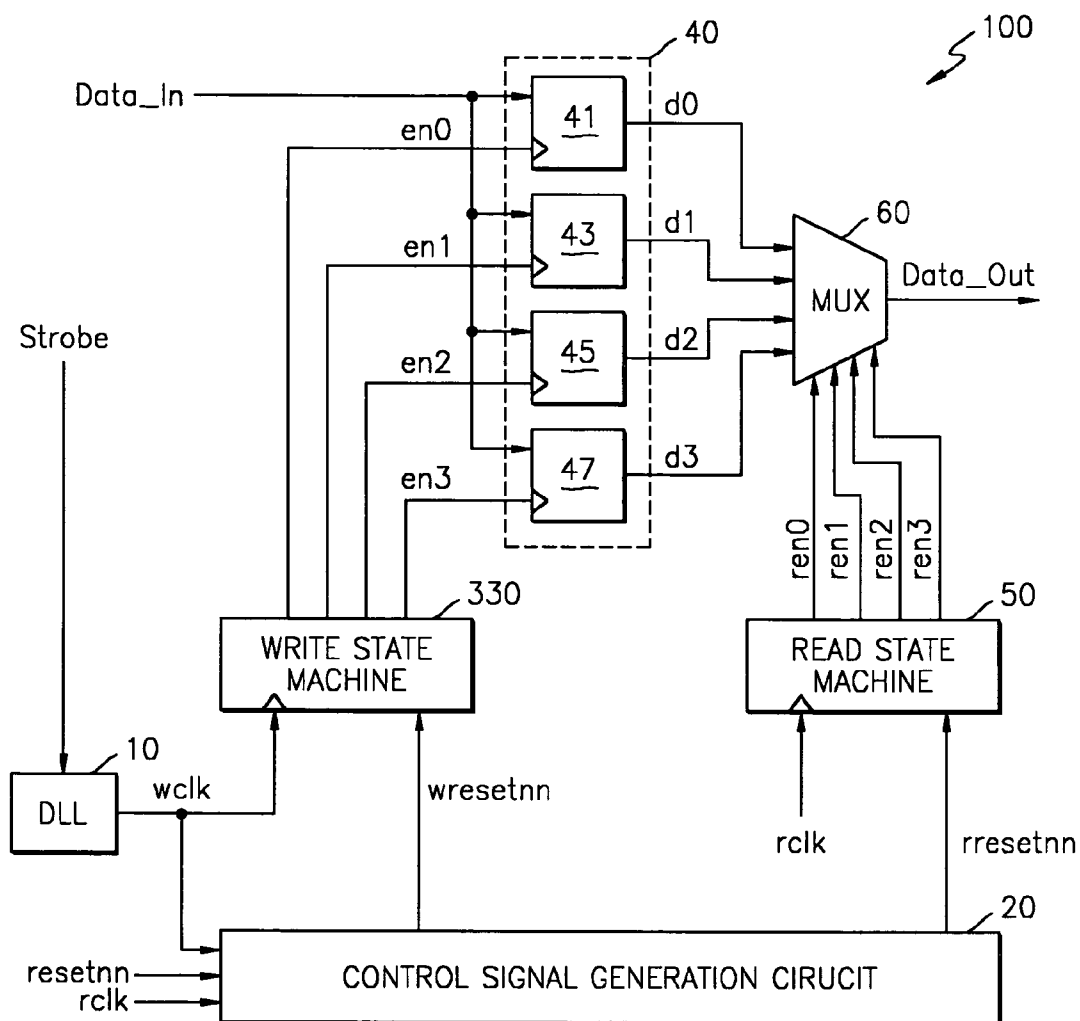 100
40
Data_In
41
d0
en0
43
d1
en1
60
MUX
Data_Out
Strobe
45
d2
en2
47
d3
en3
ren0
ren1
ren2
ren3
330
50
WRITE STATE
MACHINE
READ STATE
MACHINE
10
DLL
wclk
wresetnn
rclk
rresetnn
20
resetnn
rclk
CONTROL SIGNAL GENERATION CIRUCIT